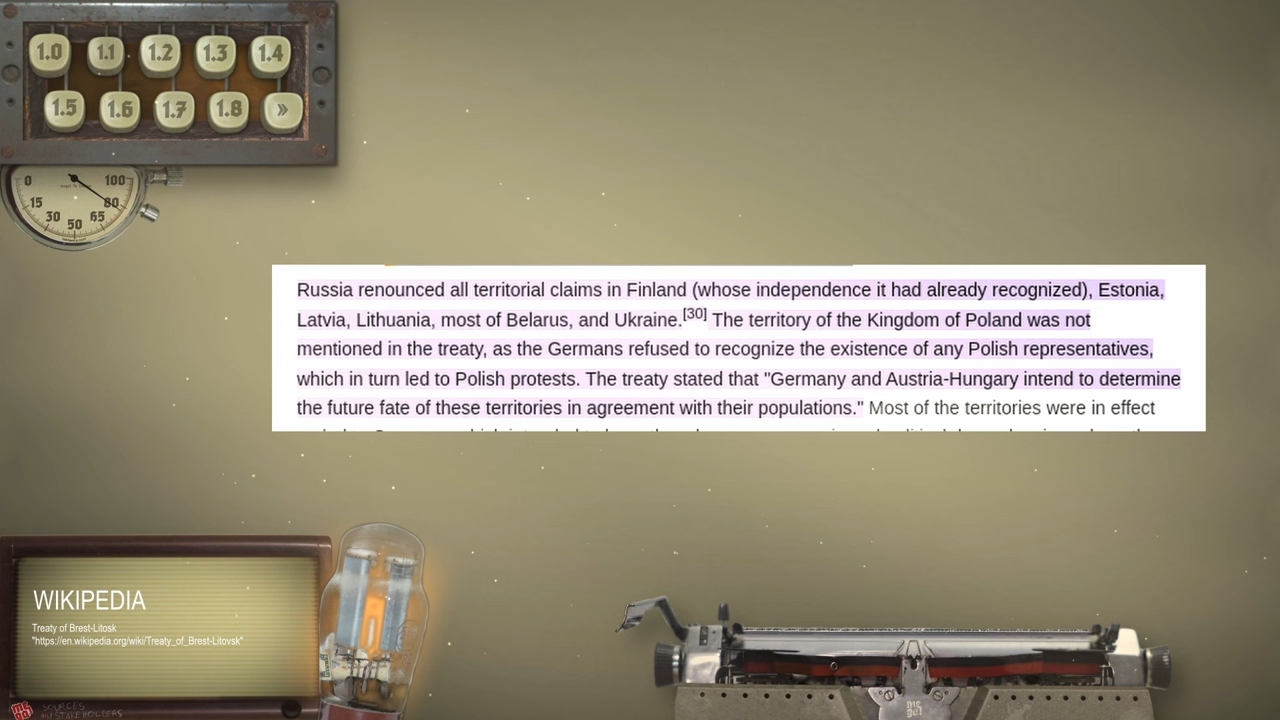 1.0 1.1 1.2 1.3 1.4
1.5 1.6 1.7 1.8 »
0 100
15 80
30 65
50
Russia renounced all territorial claims in Finland (whose independence it had already recognized), Estonia,
Latvia, Lithuania, most of Belarus, and Ukraine.[30] The territory of the Kingdom of Poland was not
mentioned in the treaty, as the Germans refused to recognize the existence of any Polish representatives,
which in turn led to Polish protests. The treaty stated that "Germany and Austria-Hungary intend to determine
the future fate of these territories in agreement with their populations." Most of the territories were in effect
WIKIPEDIA
Treaty of Brest-Litosk
"https://en.wikipedia.org/wiki/Treaty_of_Brest-Litovsk"
SOURCES